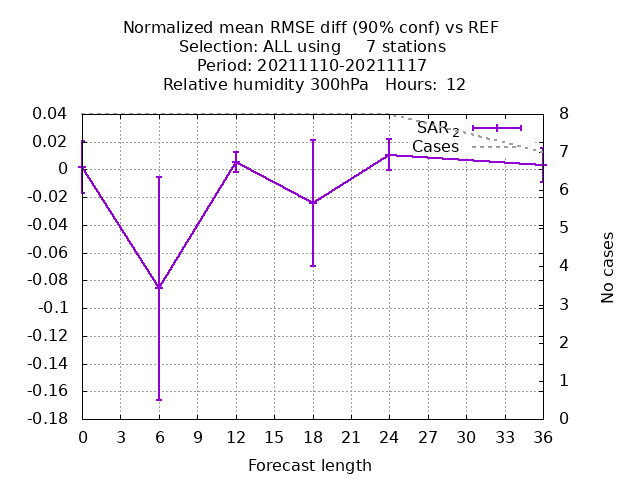 Normalized mean RMSE diff (90% conf) vs REF
Selection: ALL using     7 stations
Period: 20211110-20211117
Relative humidity 300hPa   Hours:  12
0.04
0.02
0
-0.02
-0.04
-0.06
-0.08
-0.1
-0.12
-0.14
-0.16
-0.18
SAR 2
Cases
8
7
6
5
4
3
2
1
0
No cases
0 3 6 9 12 15 18 21 24 27 30 33 36
Forecast length